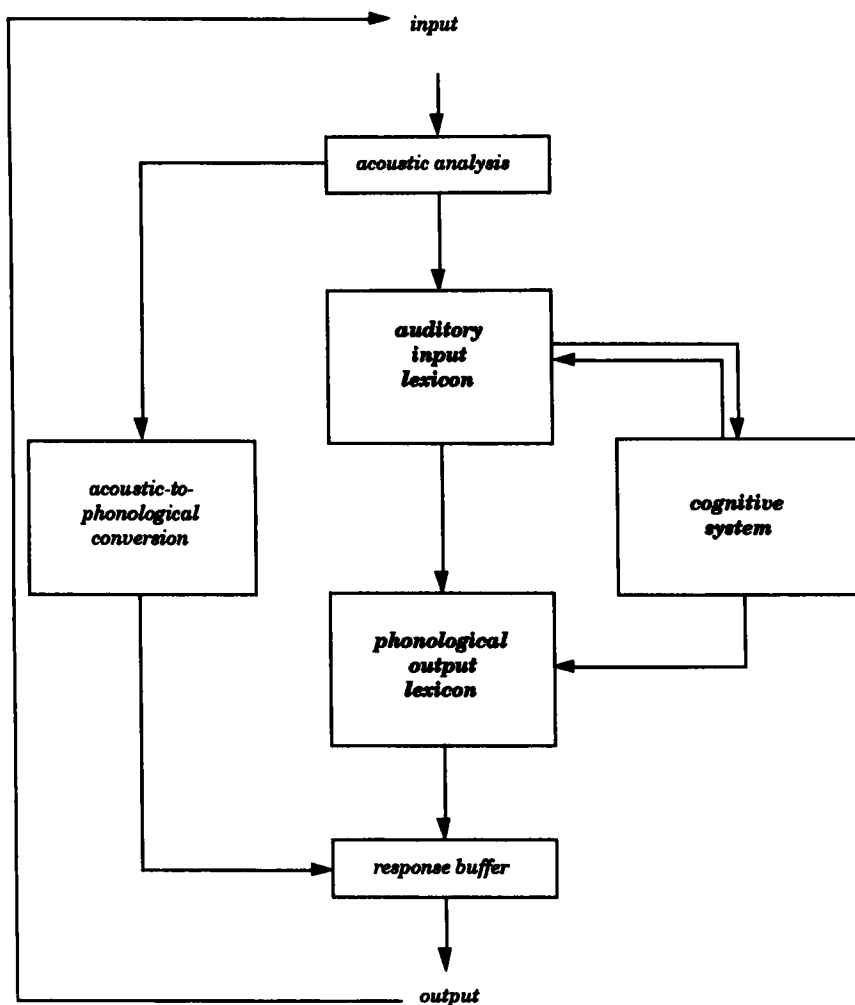 input
acoustic analysis
auditory
input
lexicon
acoustic-to-
phonological
conversion
cognitive
system
phonological
output
lexicon
response buffer
output